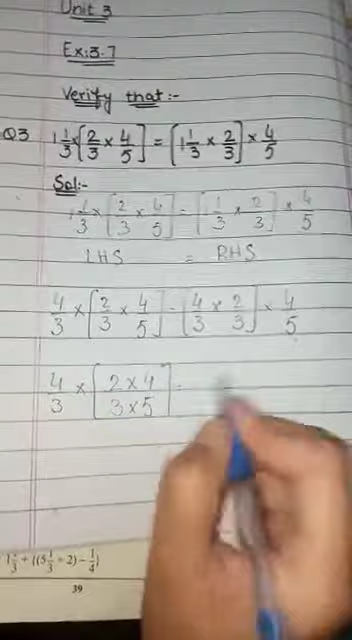 Unit 3
Ex:3.7
Verify that:-
Q3 1 1/3 × [2/3 × 4/5] = [1 1/3 × 2/3] × 4/5
Sol:-
1 1/3 × [2/3 × 4/5] = [1 1/3 × 2/3] × 4/5
LHS = RHS
4/3 × [2/3 × 4/5] = [4/3 × 2/3] × 4/5
4/3 × [2×4/3×5]
39